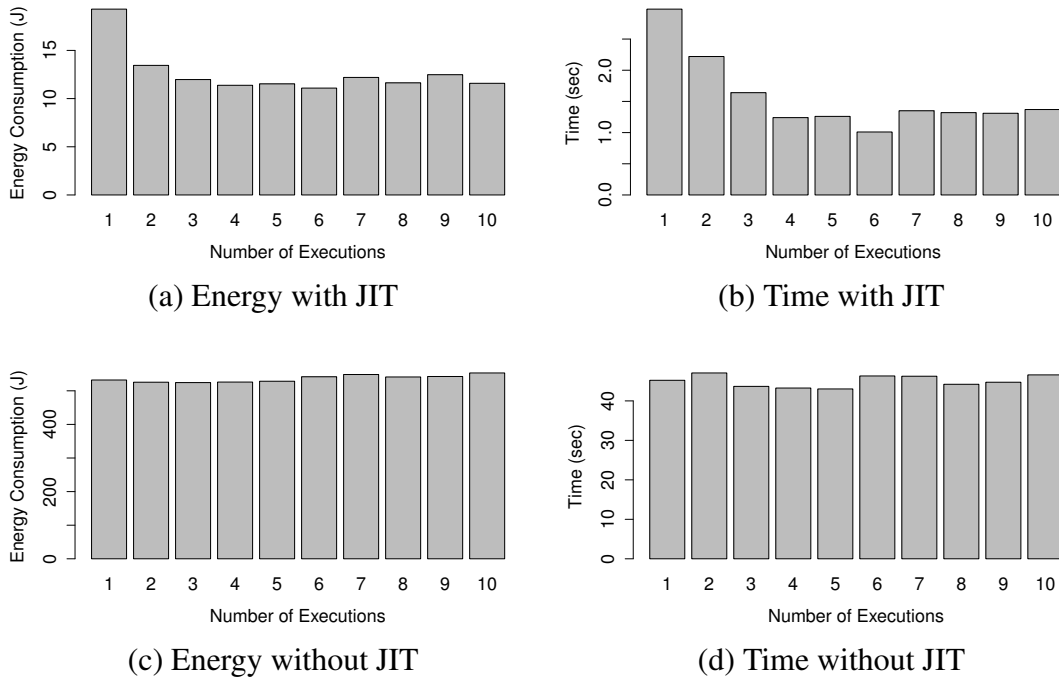 Energy Consumption (J)
0 5 10 15
1 2 3 4 5 6 7 8 9 10
Number of Executions
(a) Energy with JIT
Time (sec)
0.0 1.0 2.0
1 2 3 4 5 6 7 8 9 10
Number of Executions
(b) Time with JIT
Energy Consumption (J)
0 200 400
1 2 3 4 5 6 7 8 9 10
Number of Executions
(c) Energy without JIT
Time (sec)
0 10 20 30 40
1 2 3 4 5 6 7 8 9 10
Number of Executions
(d) Time without JIT